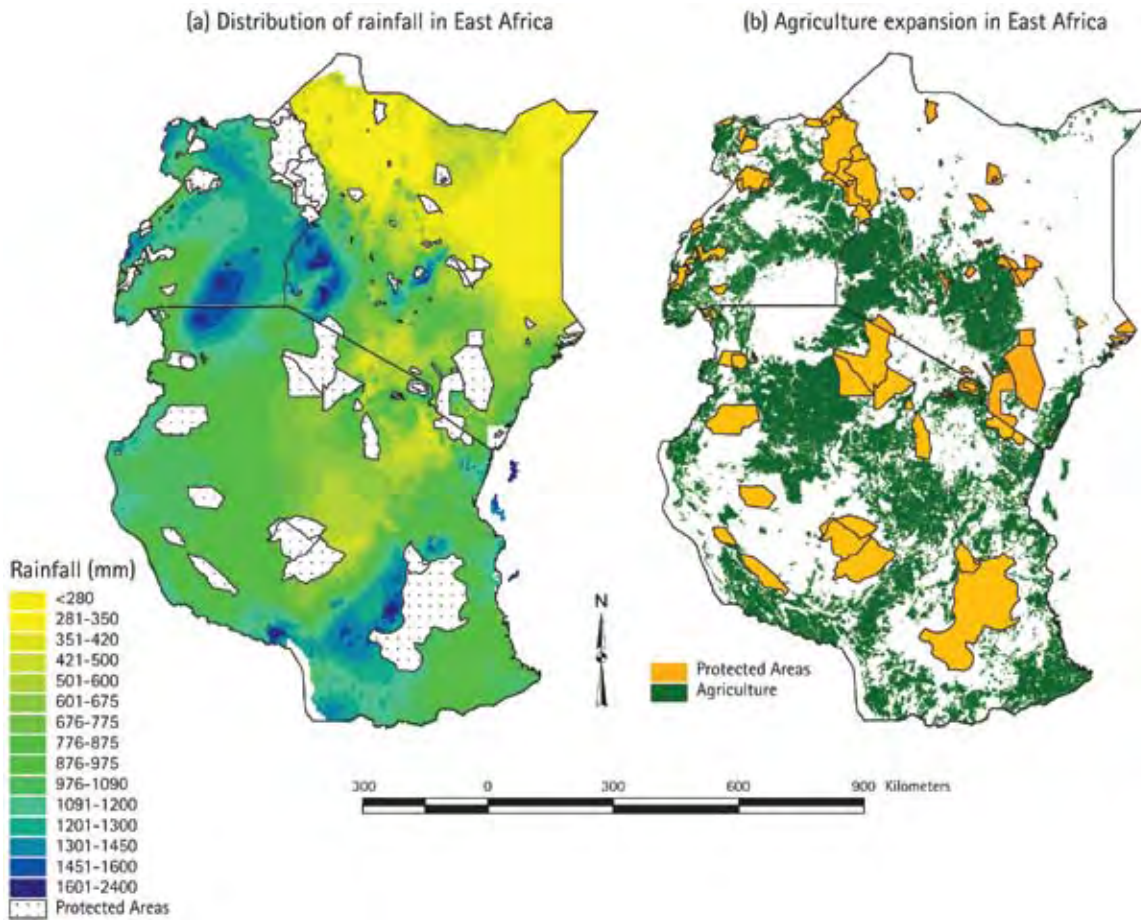 (a) Distribution of rainfall in East Africa
(b) Agriculture expansion in East Africa
Rainfall (mm)
<280
281-350
351-420
421-500
501-600
601-675
676-775
776-875
876-975
976-1090
1091-1200
1201-1300
1301-1450
1451-1600
1601-2400
Protected Areas
N
Protected Areas
Agriculture
300 0 300 600 900 Kilometers